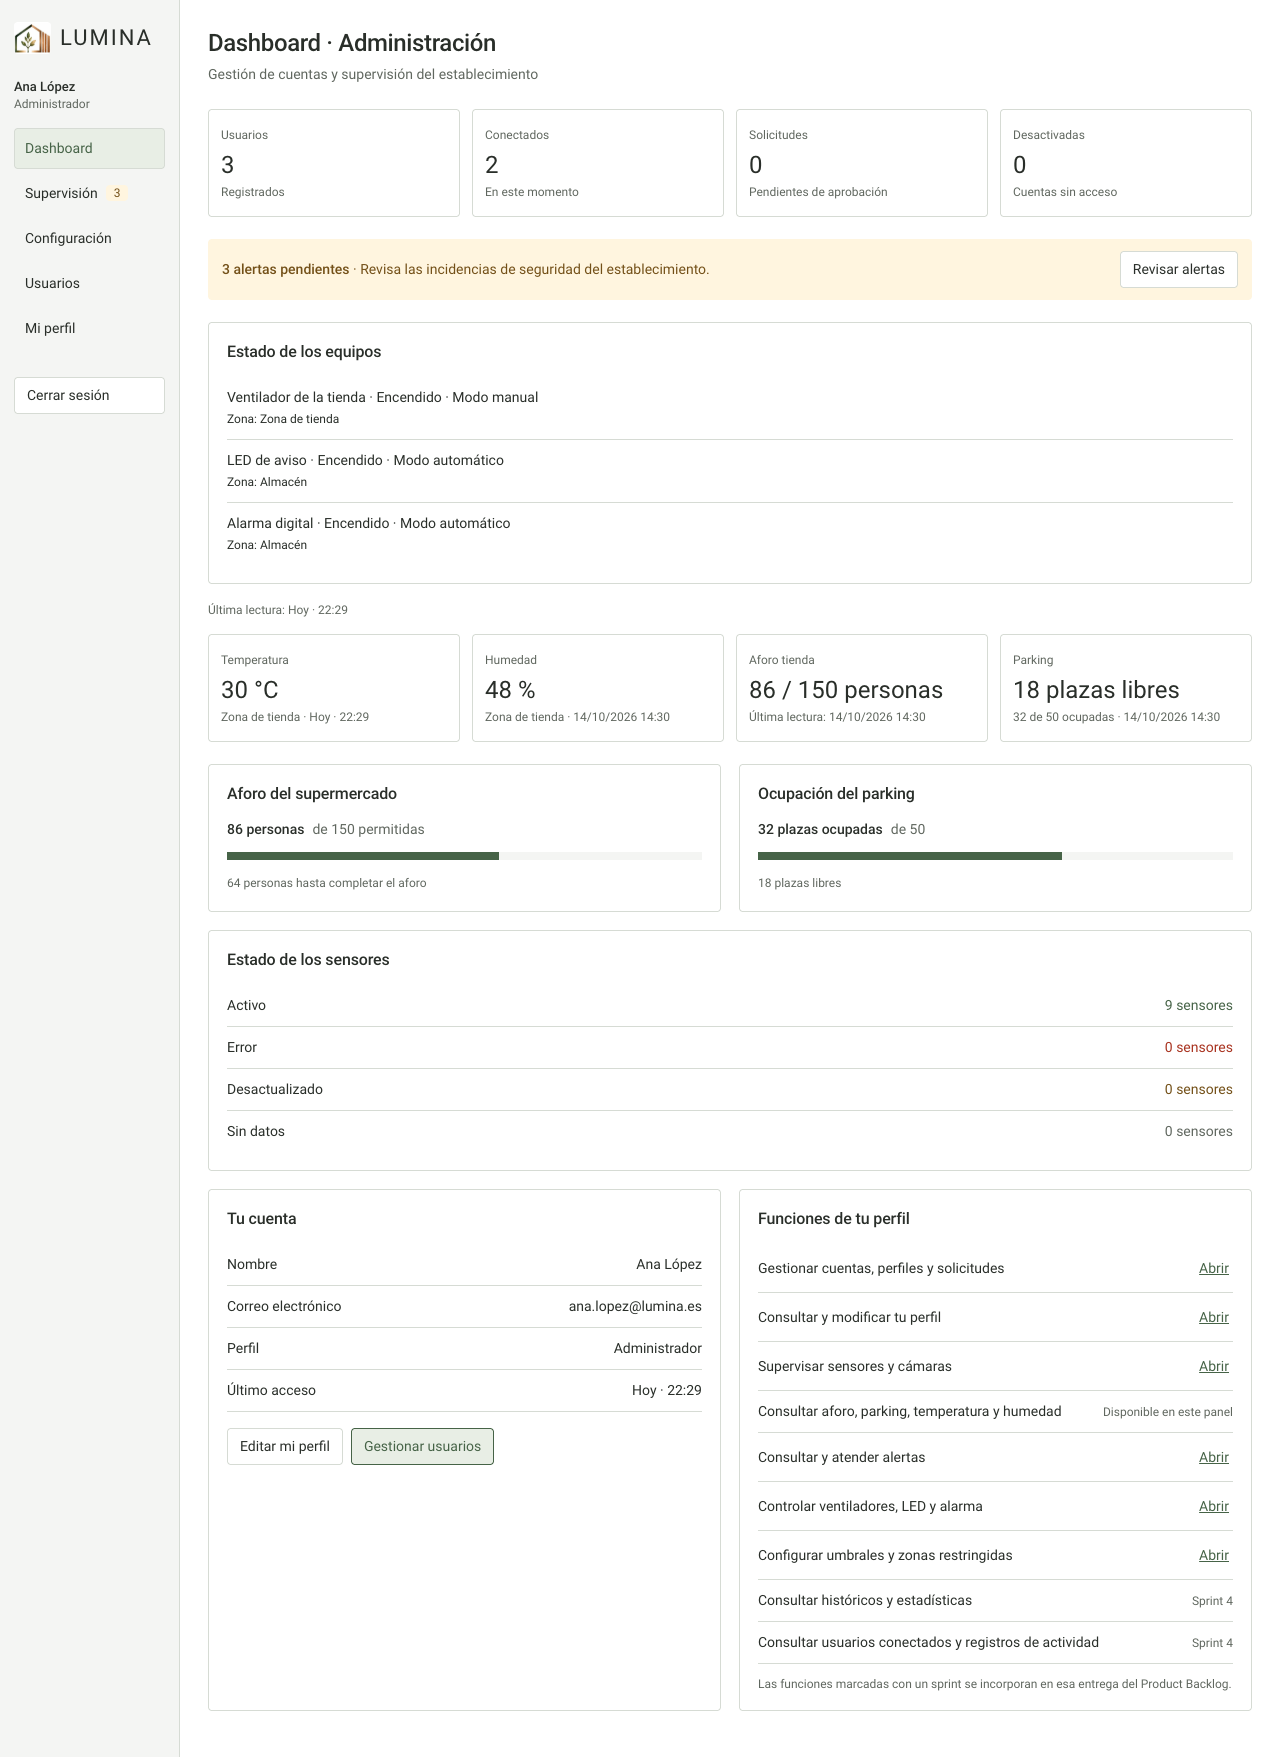 LUMINA
Ana López
Administrador
Dashboard
Supervisión 3
Configuración
Usuarios
Mi perfil
Cerrar sesión
Dashboard · Administración
Gestión de cuentas y supervisión del establecimiento
Usuarios
3
Registrados
Conectados
2
En este momento
Solicitudes
0
Pendientes de aprobación
Desactivadas
0
Cuentas sin acceso
3 alertas pendientes · Revisa las incidencias de seguridad del establecimiento.
Revisar alertas
Estado de los equipos
Ventilador de la tienda · Encendido · Modo manual
Zona: Zona de tienda
LED de aviso · Encendido · Modo automático
Zona: Almacén
Alarma digital · Encendido · Modo automático
Zona: Almacén
Última lectura: Hoy · 22:29
Temperatura
30 °C
Zona de tienda · Hoy · 22:29
Humedad
48 %
Zona de tienda · 14/10/2026 14:30
Aforo tienda
86 / 150 personas
Última lectura: 14/10/2026 14:30
Parking
18 plazas libres
32 de 50 ocupadas · 14/10/2026 14:30
Aforo del supermercado
86 personas de 150 permitidas
64 personas hasta completar el aforo
Ocupación del parking
32 plazas ocupadas de 50
18 plazas libres
Estado de los sensores
Activo 9 sensores
Error 0 sensores
Desactualizado 0 sensores
Sin datos 0 sensores
Tu cuenta
Nombre Ana López
Correo electrónico ana.lopez@lumina.es
Perfil Administrador
Último acceso Hoy · 22:29
Editar mi perfil
Gestionar usuarios
Funciones de tu perfil
Gestionar cuentas, perfiles y solicitudes Abrir
Consultar y modificar tu perfil Abrir
Supervisar sensores y cámaras Abrir
Consultar aforo, parking, temperatura y humedad Disponible en este panel
Consultar y atender alertas Abrir
Controlar ventiladores, LED y alarma Abrir
Configurar umbrales y zonas restringidas Abrir
Consultar históricos y estadísticas Sprint 4
Consultar usuarios conectados y registros de actividad Sprint 4
Las funciones marcadas con un sprint se incorporan en esa entrega del Product Backlog.